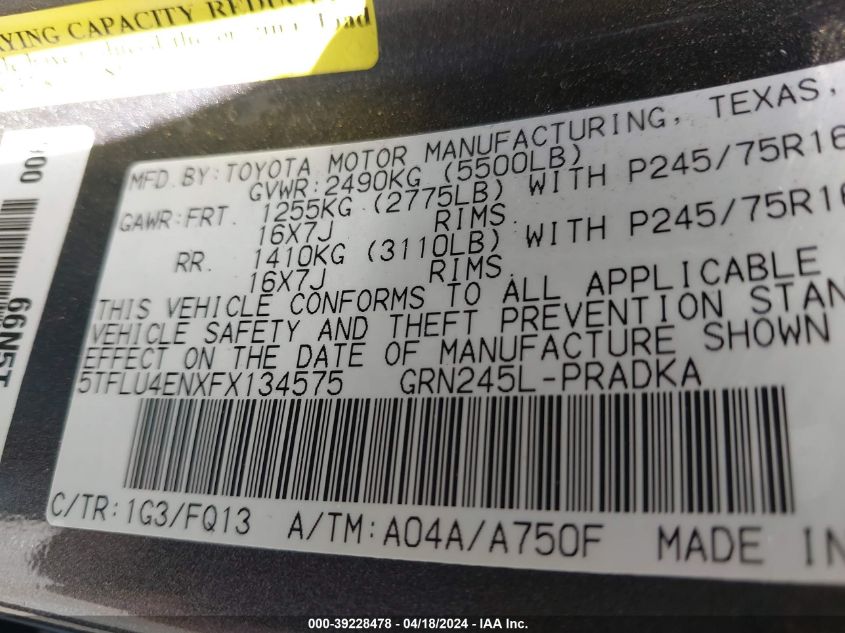 YING CAPACITY REDUC
MFD. BY: TOYOTA MOTOR MANUFACTURING, TEXAS,
GVWR: 2490KG (5500LB)
GAWR: FRT. 1255KG (2775LB) WITH P245/75R16
16X7J RIMS.
RR. 1410KG (3110LB) WITH P245/75R16
16X7J RIMS.
THIS VEHICLE CONFORMS TO ALL APPLICABLE
VEHICLE SAFETY AND THEFT PREVENTION STAN
EFFECT ON THE DATE OF MANUFACTURE SHOWN
5TFLU4ENXFX134575 GRN245L-PRADKA
C/TR: 1G3/FQ13 A/TM: A04A/A750F MADE IN
00
66N5T
000-39228478 - 04/18/2024 - IAA Inc.